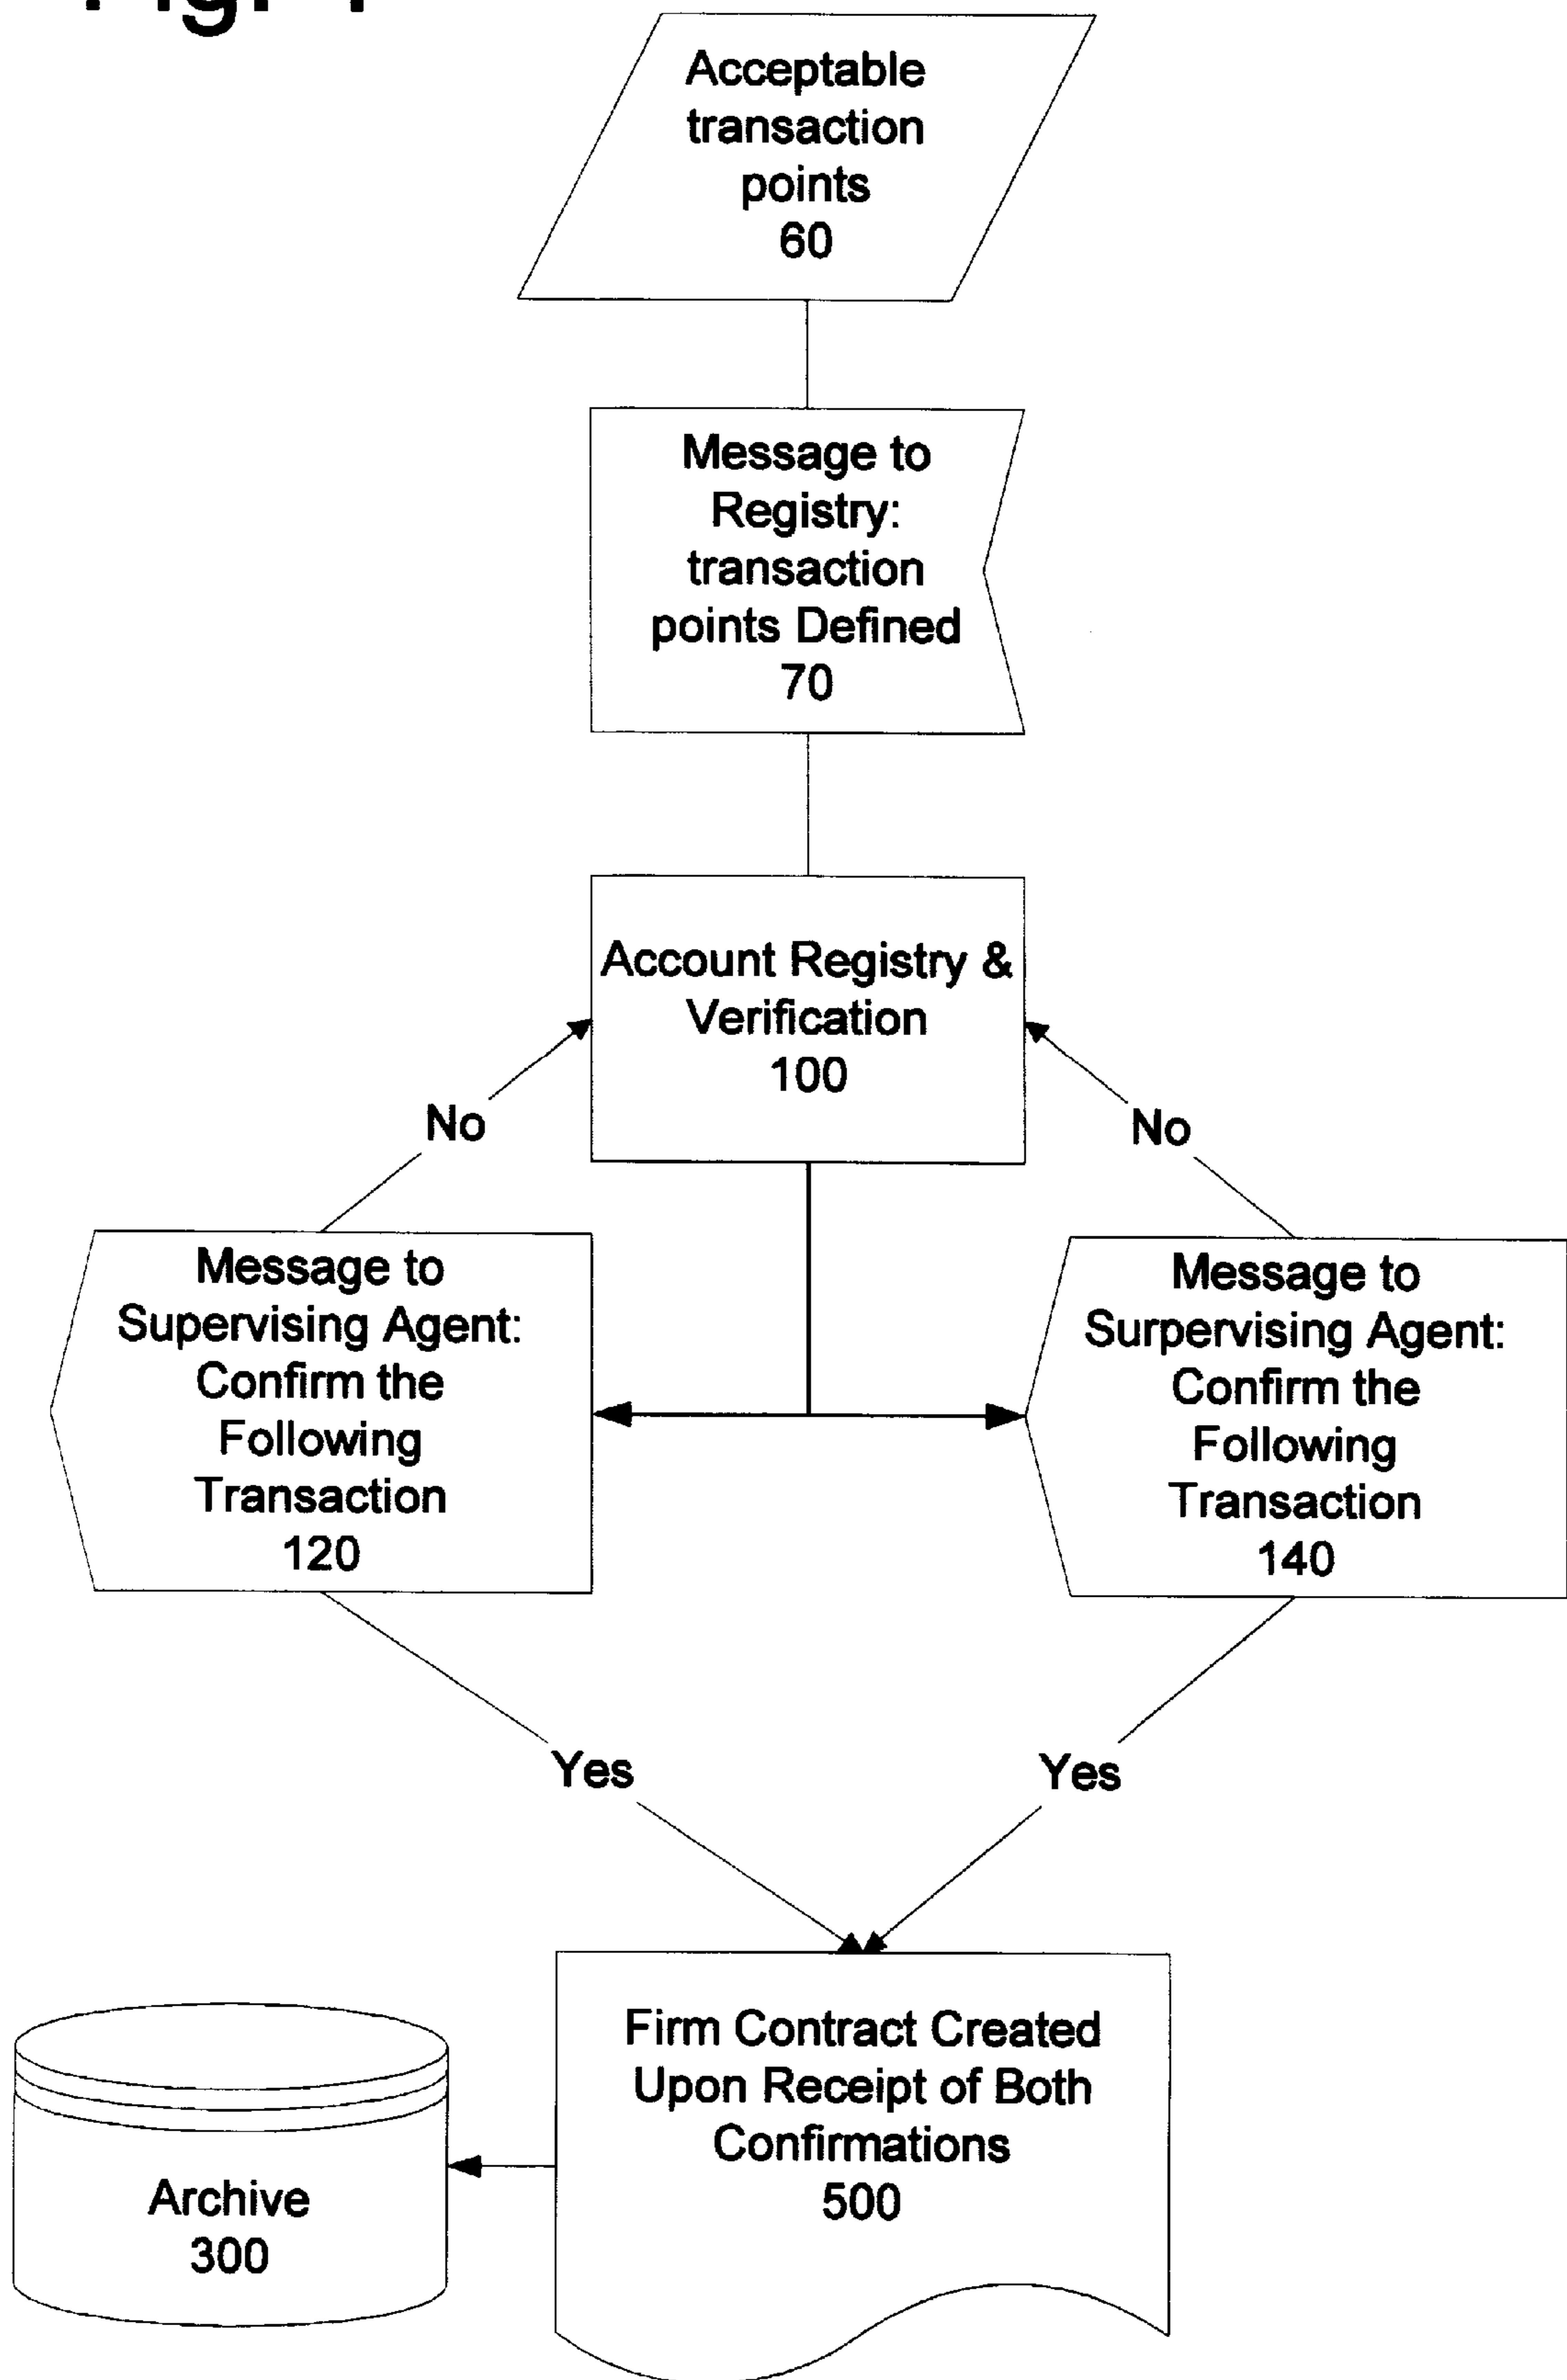 Acceptable
transaction
points
60
Message to
Registry:
transaction
points Defined
70
Account Registry &
Verification
100
No
No
Message to
Supervising Agent:
Confirm the
Following
Transaction
120
Message to
Surpervising Agent:
Confirm the
Following
Transaction
140
Yes
Yes
Firm Contract Created
Upon Receipt of Both
Confirmations
500
Archive
300